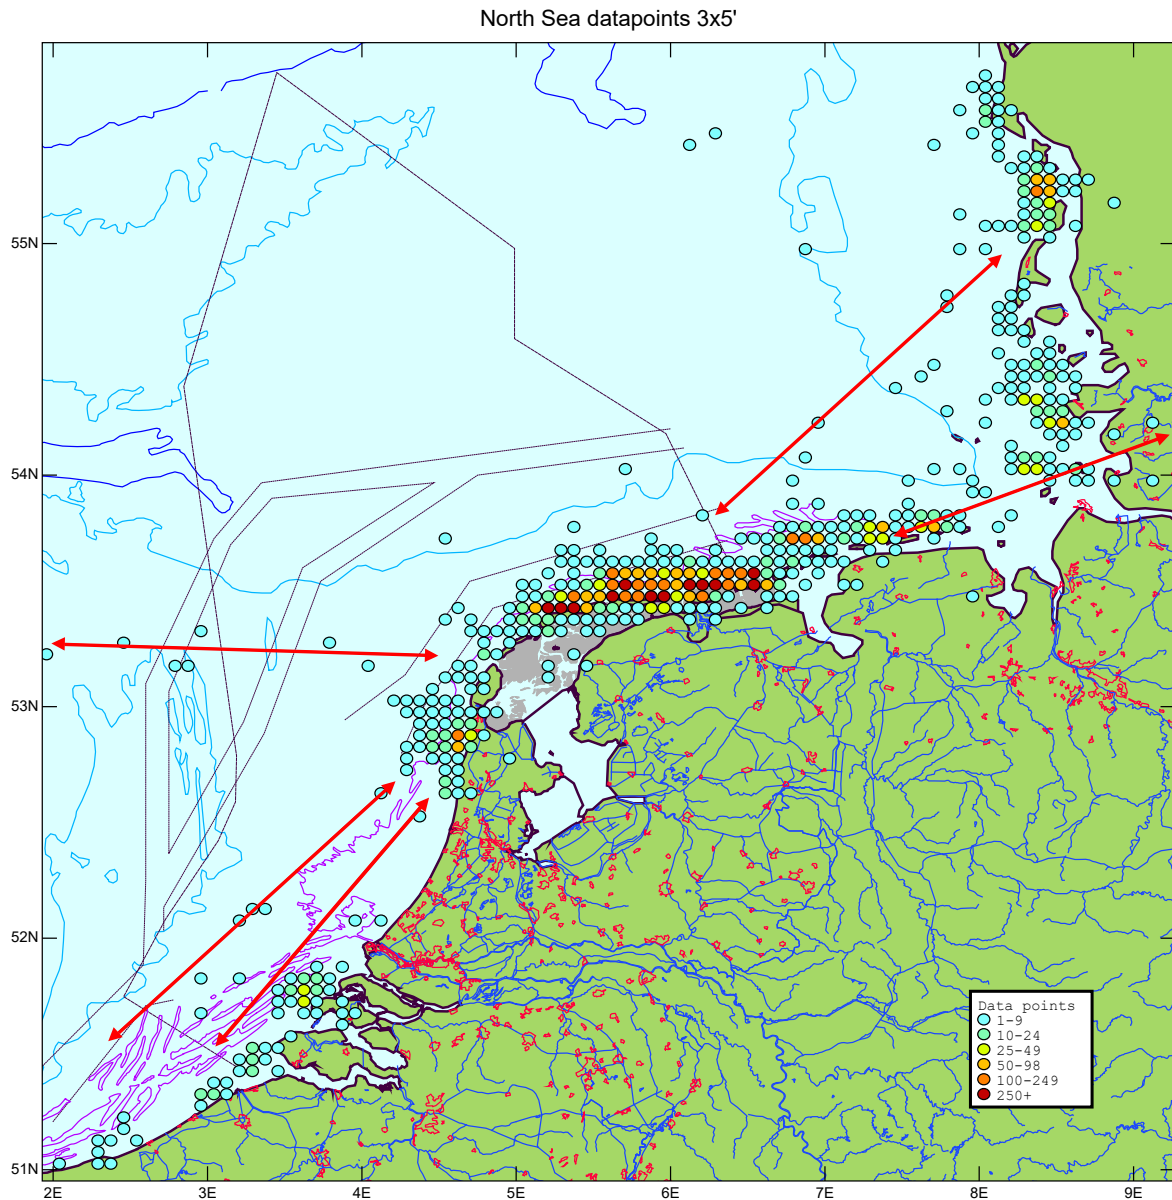 North Sea datapoints 3x5'
55N
54N
53N
52N
51N
Data points
1-9
10-24
25-49
50-98
100-249
250+
2E 3E 4E 5E 6E 7E 8E 9E